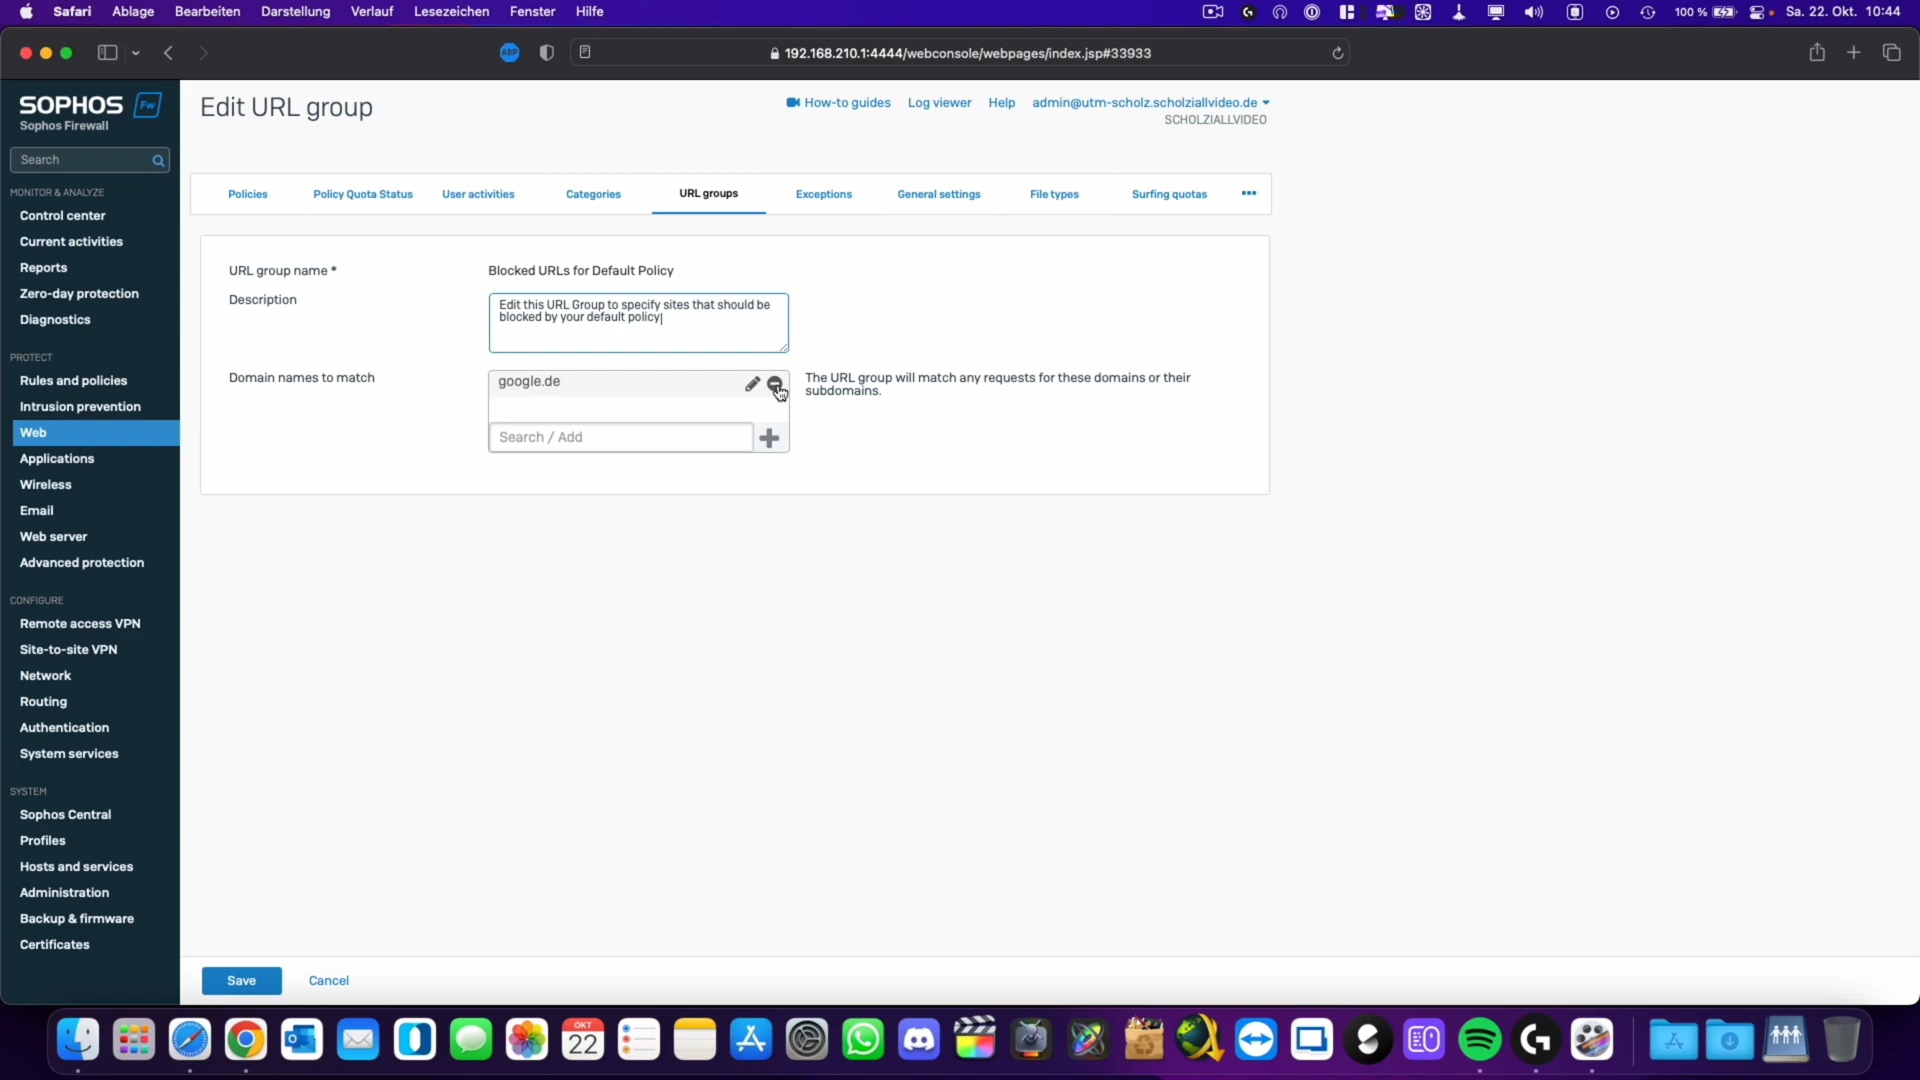 Safari Ablage Bearbeiten Darstellung Verlauf Lesezeichen Fenster Hilfe 100 % Sa. 22. Okt. 10:44
ABP 192.168.210.1:4444/webconsole/webpages/index.jsp#33933
SOPHOS Fw
Sophos Firewall
Search
MONITOR & ANALYZE
Control center
Current activities
Reports
Zero-day protection
Diagnostics
PROTECT
Rules and policies
Intrusion prevention
Web
Applications
Wireless
Email
Web server
Advanced protection
CONFIGURE
Remote access VPN
Site-to-site VPN
Network
Routing
Authentication
System services
SYSTEM
Sophos Central
Profiles
Hosts and services
Administration
Backup & firmware
Certificates
Edit URL group
How-to guides Log viewer Help admin@utm-scholz.scholziallvideo.de
SCHOLZIALLVIDEO
Policies Policy Quota Status User activities Categories URL groups Exceptions General settings File types Surfing quotas •••
URL group name * Blocked URLs for Default Policy
Description
Edit this URL Group to specify sites that should be
blocked by your default policy
Domain names to match
google.de
Search / Add
The URL group will match any requests for these domains or their
subdomains.
Save Cancel
OKT
22